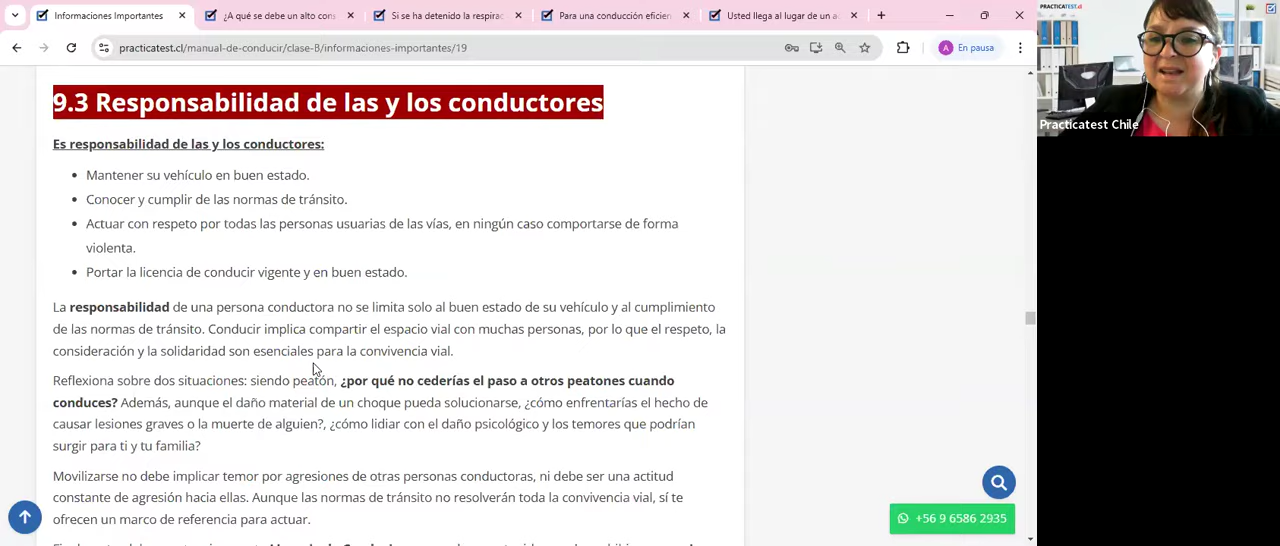 Informaciones Importantes
¿A qué se debe un alto cons
Si se ha detenido la respirac
Para una conducción eficien
Usted llega al lugar de un a
practicatest.cl/manual-de-conducir/clase-B/informaciones-importantes/19
A En pausa
PRACTICATEST.cl
Practicatest Chile
9.3 Responsabilidad de las y los conductores
Es responsabilidad de las y los conductores:
Mantener su vehículo en buen estado.
Conocer y cumplir de las normas de tránsito.
Actuar con respeto por todas las personas usuarias de las vías, en ningún caso comportarse de forma
violenta.
Portar la licencia de conducir vigente y en buen estado.
La responsabilidad de una persona conductora no se limita solo al buen estado de su vehículo y al cumplimiento
de las normas de tránsito. Conducir implica compartir el espacio vial con muchas personas, por lo que el respeto, la
consideración y la solidaridad son esenciales para la convivencia vial.
Reflexiona sobre dos situaciones: siendo peatón, ¿por qué no cederías el paso a otros peatones cuando
conduces? Además, aunque el daño material de un choque pueda solucionarse, ¿cómo enfrentarías el hecho de
causar lesiones graves o la muerte de alguien?, ¿cómo lidiar con el daño psicológico y los temores que podrían
surgir para ti y tu familia?
Movilizarse no debe implicar temor por agresiones de otras personas conductoras, ni debe ser una actitud
constante de agresión hacia ellas. Aunque las normas de tránsito no resolverán toda la convivencia vial, sí te
ofrecen un marco de referencia para actuar.
+56 9 6586 2935